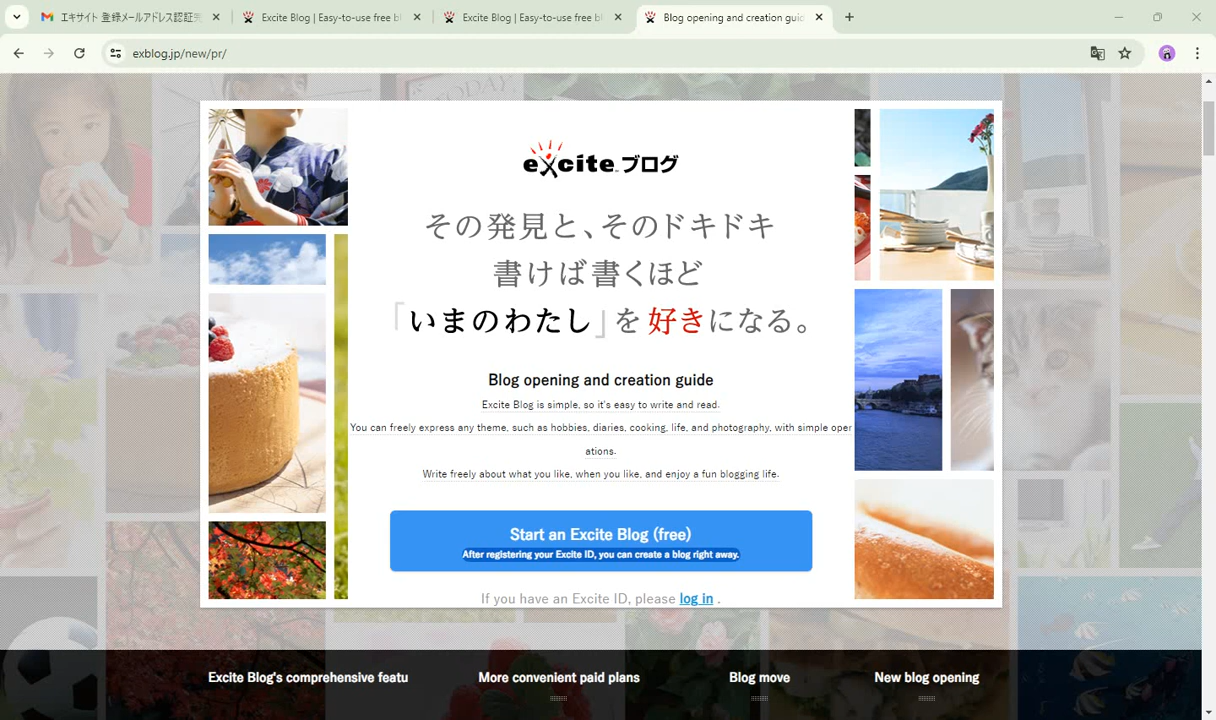 エキサイト 登録メールアドレス認証完
Excite Blog | Easy-to-use free bl
Excite Blog | Easy-to-use free bl
Blog opening and creation guid
exblog.jp/new/pr/
TODAY
excite ブログ
その発見と、そのドキドキ
書けば書くほど
「いまのわたし」を 好きになる。
Blog opening and creation guide
Excite Blog is simple, so it's easy to write and read.
You can freely express any theme, such as hobbies, diaries, cooking, life, and photography, with simple oper
ations.
Write freely about what you like, when you like, and enjoy a fun blogging life.
Start an Excite Blog (free)
After registering your Excite ID, you can create a blog right away.
If you have an Excite ID, please log in .
Excite Blog's comprehensive featu
More convenient paid plans
Blog move
New blog opening